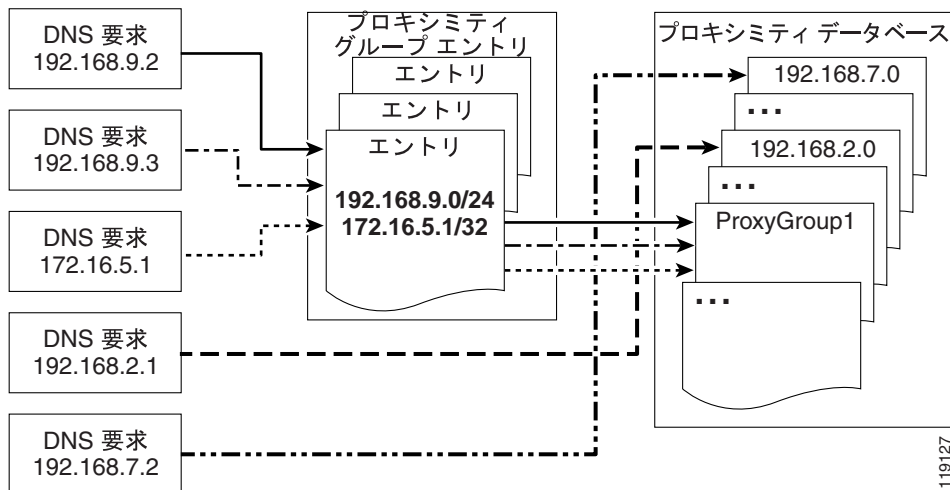 DNS 要求
192.168.9.2
DNS 要求
192.168.9.3
DNS 要求
172.16.5.1
DNS 要求
192.168.2.1
DNS 要求
192.168.7.2
プロキシミティ
グループ エントリ
エントリ
エントリ
エントリ
192.168.9.0/24
172.16.5.1/32
プロキシミティ データベース
192.168.7.0
...
192.168.2.0
...
ProxyGroup1
...
119127